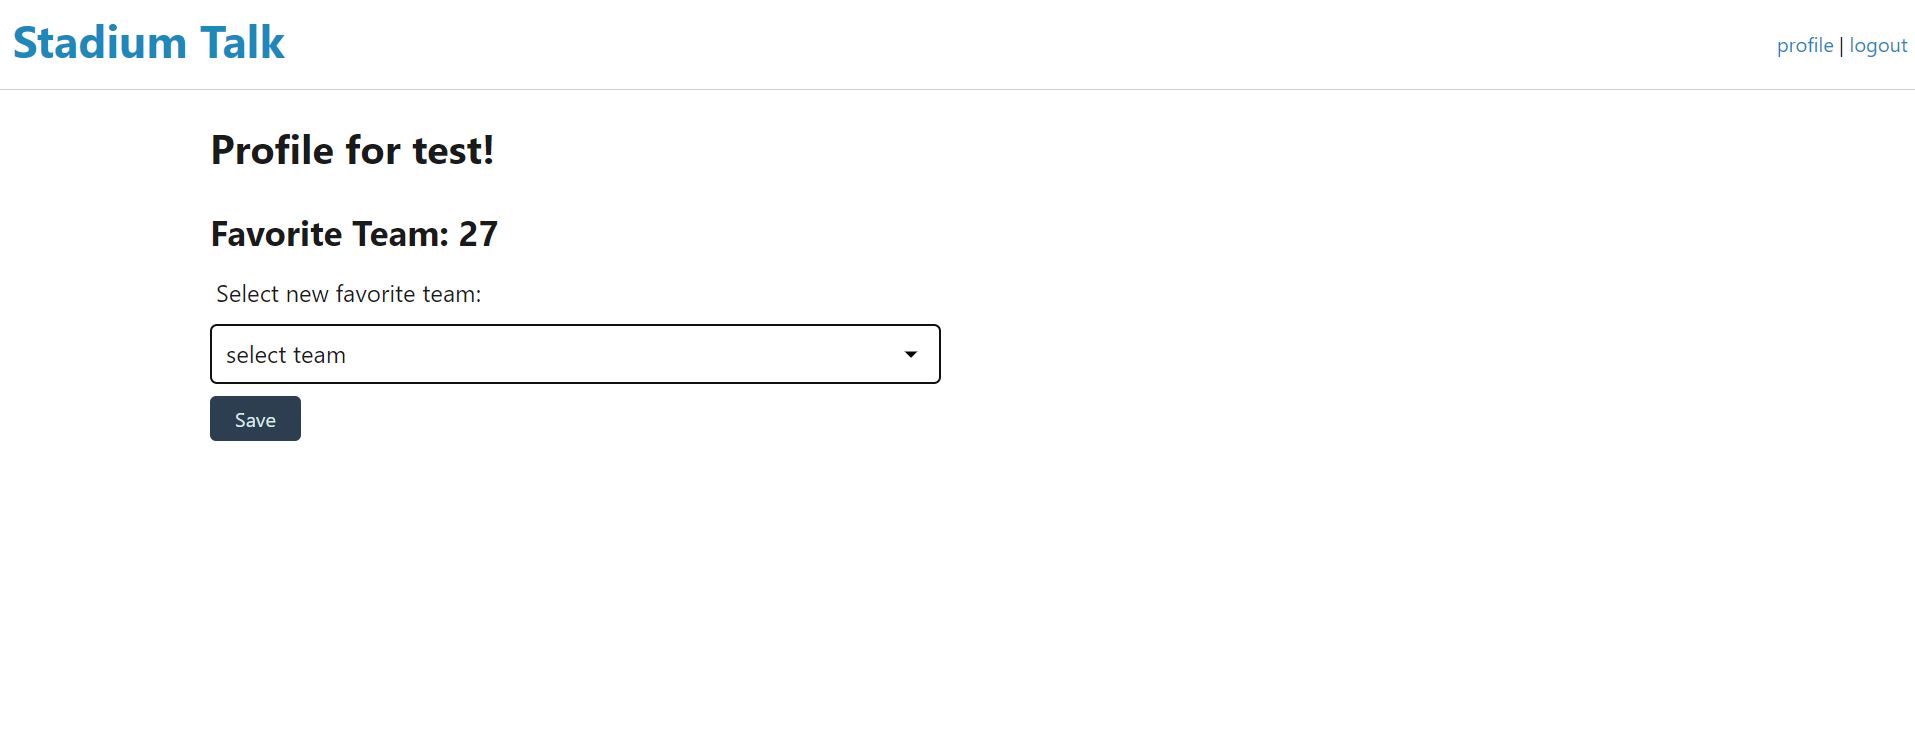 Stadium Talk
profile | logout
Profile for test!
Favorite Team: 27
Select new favorite team:
select team
Save